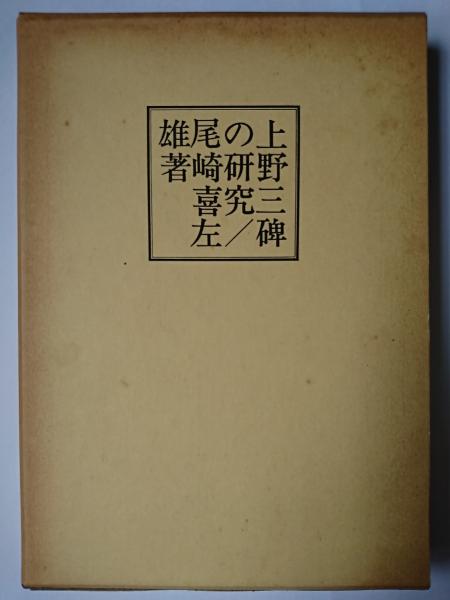 上野三碑
の研究／
尾崎喜左
雄著